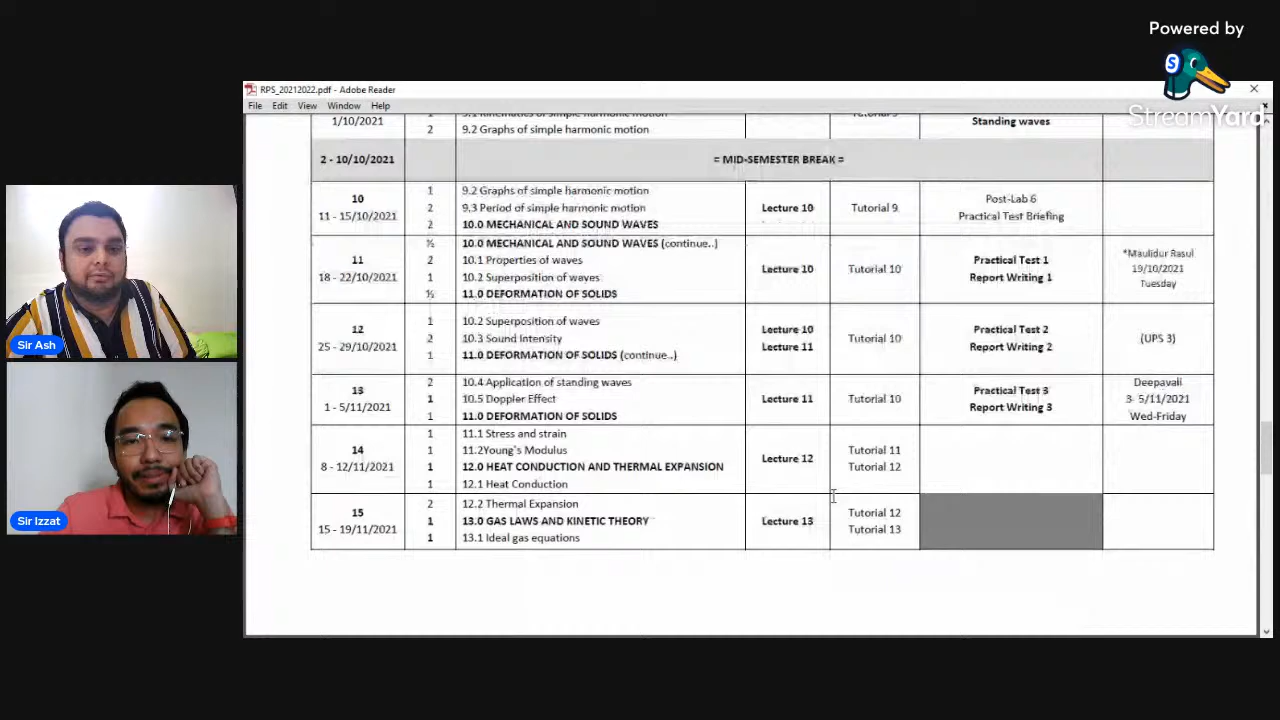 Powered by
StreamYard
S
RPS_20212022.pdf - Adobe Reader
File Edit View Window Help
1/10/2021
1 9.1 Kinematics of simple harmonic motion
2 9.2 Graphs of simple harmonic motion
Standing waves
2 - 10/10/2021 = MID-SEMESTER BREAK =
10
11 - 15/10/2021
1 9.2 Graphs of simple harmonic motion
2 9.3 Period of simple harmonic motion
2 10.0 MECHANICAL AND SOUND WAVES
Lecture 10
Tutorial 9
Post-Lab 6
Practical Test Briefing
11
18 - 22/10/2021
½ 10.0 MECHANICAL AND SOUND WAVES (continue..)
2 10.1 Properties of waves
1 10.2 Superposition of waves
½ 11.0 DEFORMATION OF SOLIDS
Lecture 10
Tutorial 10
Practical Test 1
Report Writing 1
*Maulidur Rasul
19/10/2021
Tuesday
12
25 - 29/10/2021
1 10.2 Superposition of waves
2 10.3 Sound Intensity
1 11.0 DEFORMATION OF SOLIDS (continue..)
Lecture 10
Lecture 11
Tutorial 10
Practical Test 2
Report Writing 2
(UPS 3)
13
1 - 5/11/2021
2 10.4 Application of standing waves
1 10.5 Doppler Effect
1 11.0 DEFORMATION OF SOLIDS
Lecture 11
Tutorial 10
Practical Test 3
Report Writing 3
Deepavali
3- 5/11/2021
Wed-Friday
14
8 - 12/11/2021
1 11.1 Stress and strain
1 11.2Young's Modulus
1 12.0 HEAT CONDUCTION AND THERMAL EXPANSION
1 12.1 Heat Conduction
Lecture 12
Tutorial 11
Tutorial 12
15
15 - 19/11/2021
2 12.2 Thermal Expansion
1 13.0 GAS LAWS AND KINETIC THEORY
1 13.1 Ideal gas equations
Lecture 13
Tutorial 12
Tutorial 13
Sir Ash
Sir Izzat